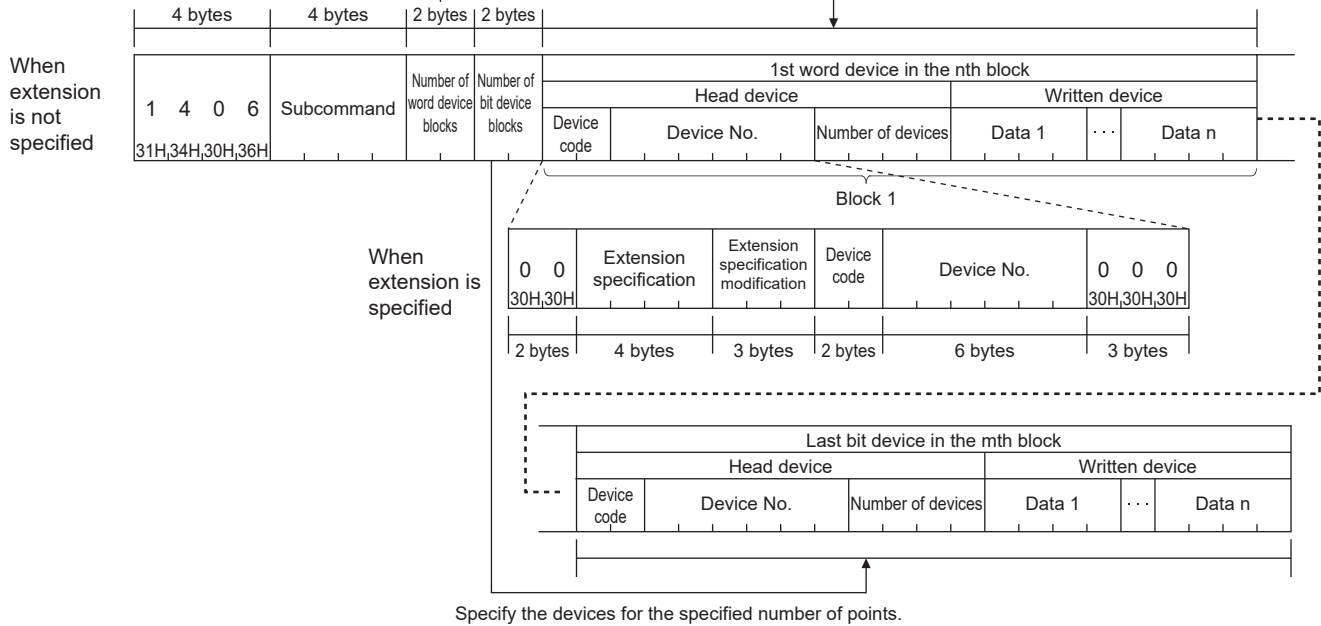 4 bytes 4 bytes 2 bytes 2 bytes
When
extension
is not
specified
1 4 0 6
31H 34H 30H 36H
Subcommand
Number of
word device
blocks
Number of
bit device
blocks
1st word device in the nth block
Head device
Written device
Device
code
Device No.
Number of devices
Data 1
···
Data n
Block 1
When
extension is
specified
0 0
30H 30H
Extension
specification
Extension
specification
modification
Device
code
Device No.
0 0 0
30H 30H 30H
2 bytes 4 bytes 3 bytes 2 bytes 6 bytes 3 bytes
Last bit device in the mth block
Head device
Written device
Device
code
Device No.
Number of devices
Data 1
···
Data n
Specify the devices for the specified number of points.